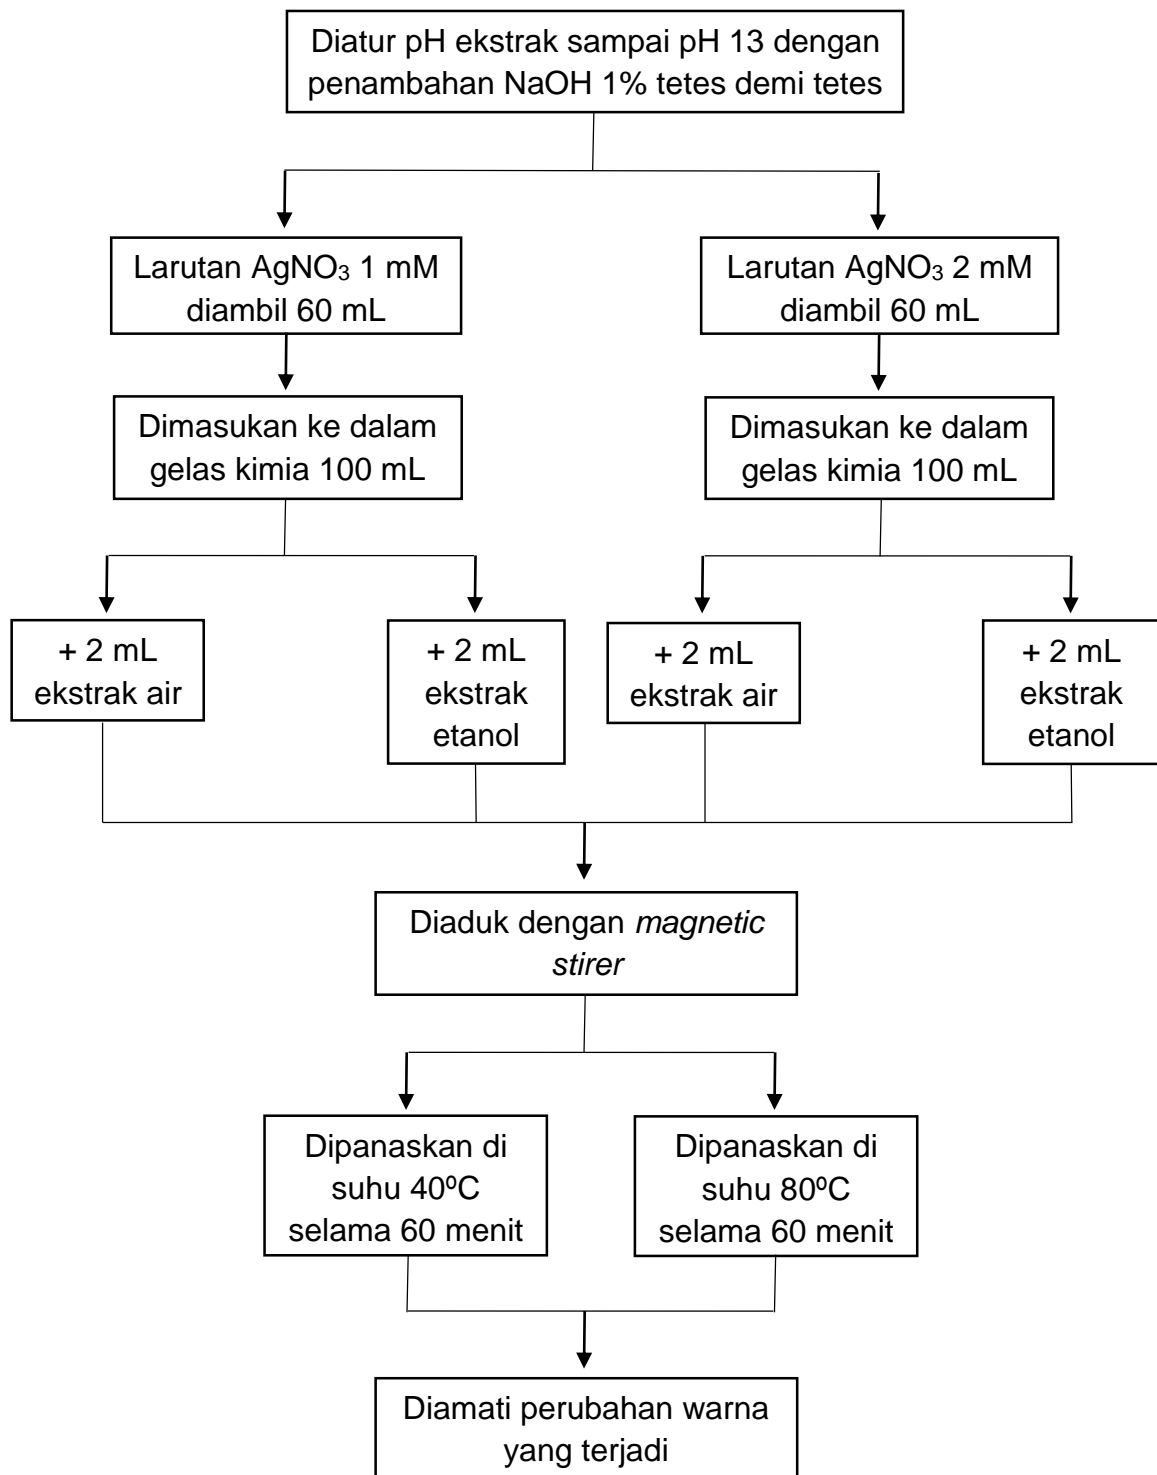 Diatur pH ekstrak sampai pH 13 dengan
penambahan NaOH 1% tetes demi tetes
Larutan AgNO₃ 1 mM
diambil 60 mL
Larutan AgNO₃ 2 mM
diambil 60 mL
Dimasukan ke dalam
gelas kimia 100 mL
Dimasukan ke dalam
gelas kimia 100 mL
+ 2 mL
ekstrak air
+ 2 mL
ekstrak
etanol
+ 2 mL
ekstrak air
+ 2 mL
ekstrak
etanol
Diaduk dengan magnetic
stirer
Dipanaskan di
suhu 40ºC
selama 60 menit
Dipanaskan di
suhu 80ºC
selama 60 menit
Diamati perubahan warna
yang terjadi